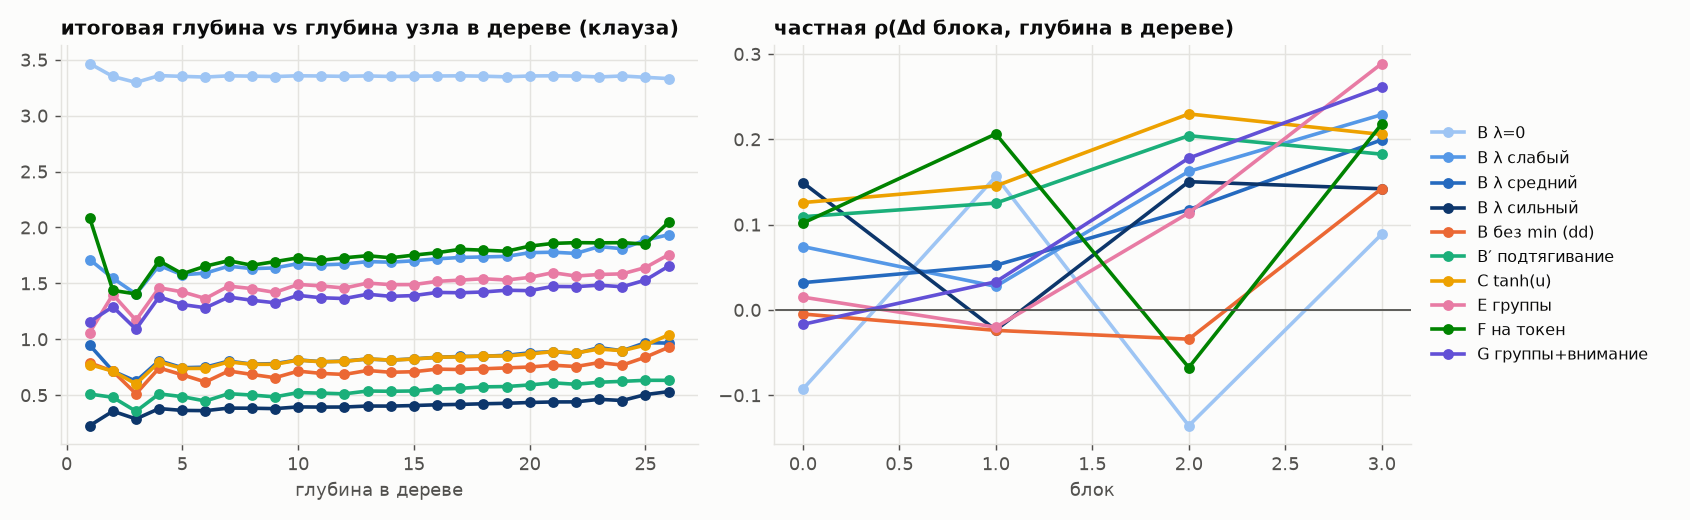 итоговая глубина vs глубина узла в дереве (клауза)
3.5
3.0
2.5
2.0
1.5
1.0
0.5
0 5 10 15 20 25
глубина в дереве
частная ρ(Δd блока, глубина в дереве)
0.3
0.2
0.1
0.0
−0.1
0.0 0.5 1.0 1.5 2.0 2.5 3.0
блок
B λ=0
B λ слабый
B λ средний
B λ сильный
B без min (dd)
B′ подтягивание
C tanh(u)
E группы
F на токен
G группы+внимание